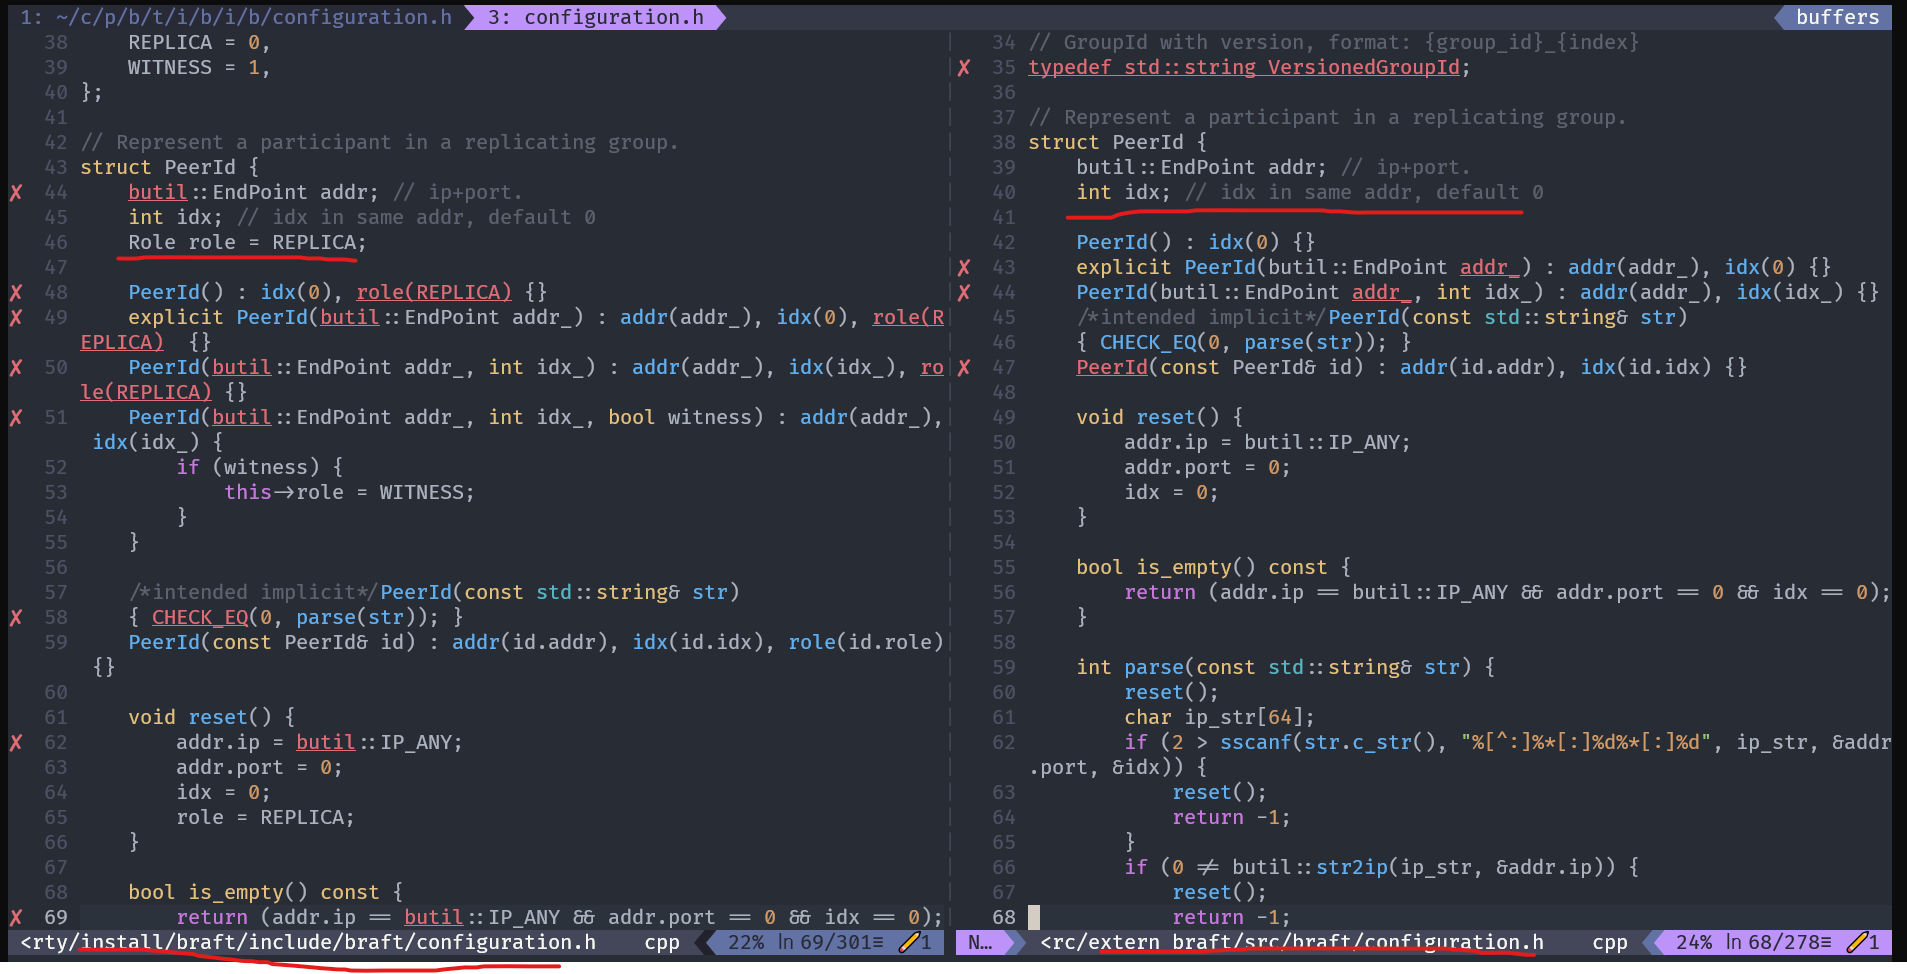 1: ~/c/p/b/t/i/b/i/b/configuration.h 3: configuration.h buffers
38     REPLICA = 0,
39     WITNESS = 1,
40 };
41
42 // Represent a participant in a replicating group.
43 struct PeerId {
✗ 44     butil::EndPoint addr; // ip+port.
45     int idx; // idx in same addr, default 0
46     Role role = REPLICA;
47
✗ 48     PeerId() : idx(0), role(REPLICA) {}
✗ 49     explicit PeerId(butil::EndPoint addr_) : addr(addr_), idx(0), role(R
EPLICA)  {}
✗ 50     PeerId(butil::EndPoint addr_, int idx_) : addr(addr_), idx(idx_), ro
le(REPLICA) {}
✗ 51     PeerId(butil::EndPoint addr_, int idx_, bool witness) : addr(addr_),
 idx(idx_) {
52         if (witness) {
53             this->role = WITNESS;
54         }
55     }
56
57     /*intended implicit*/PeerId(const std::string& str)
✗ 58     { CHECK_EQ(0, parse(str)); }
59     PeerId(const PeerId& id) : addr(id.addr), idx(id.idx), role(id.role)
 {}
60
61     void reset() {
✗ 62         addr.ip = butil::IP_ANY;
63         addr.port = 0;
64         idx = 0;
65         role = REPLICA;
66     }
67
68     bool is_empty() const {
✗ 69         return (addr.ip == butil::IP_ANY && addr.port == 0 && idx == 0);
<rty/install/braft/include/braft/configuration.h cpp 22% ln 69/301≡ 1
34 // GroupId with version, format: {group_id}_{index}
✗ 35 typedef std::string VersionedGroupId;
36
37 // Represent a participant in a replicating group.
38 struct PeerId {
39     butil::EndPoint addr; // ip+port.
40     int idx; // idx in same addr, default 0
41
42     PeerId() : idx(0) {}
✗ 43     explicit PeerId(butil::EndPoint addr_) : addr(addr_), idx(0) {}
✗ 44     PeerId(butil::EndPoint addr_, int idx_) : addr(addr_), idx(idx_) {}
45     /*intended implicit*/PeerId(const std::string& str)
46     { CHECK_EQ(0, parse(str)); }
✗ 47     PeerId(const PeerId& id) : addr(id.addr), idx(id.idx) {}
48
49     void reset() {
50         addr.ip = butil::IP_ANY;
51         addr.port = 0;
52         idx = 0;
53     }
54
55     bool is_empty() const {
56         return (addr.ip == butil::IP_ANY && addr.port == 0 && idx == 0);
57     }
58
59     int parse(const std::string& str) {
60         reset();
61         char ip_str[64];
62         if (2 > sscanf(str.c_str(), "%[^:]%*[:]%d%*[:]%d", ip_str, &addr
.port, &idx)) {
63             reset();
64             return -1;
65         }
66         if (0 != butil::str2ip(ip_str, &addr.ip)) {
67             reset();
68             return -1;
N… <rc/extern_braft/src/braft/configuration.h cpp 24% ln 68/278≡ 1